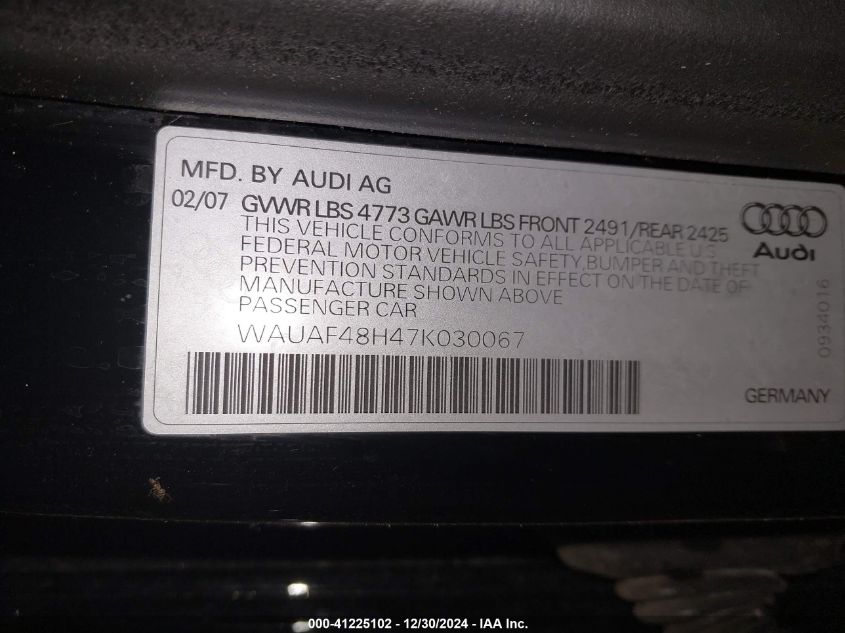 MFD. BY AUDI AG
02/07 GVWR LBS 4773 GAWR LBS FRONT 2491/REAR 2425
THIS VEHICLE CONFORMS TO ALL APPLICABLE U.S
FEDERAL MOTOR VEHICLE SAFETY,BUMPER AND THEFT
PREVENTION STANDARDS IN EFFECT ON THE DATE OF
MANUFACTURE SHOWN ABOVE
PASSENGER CAR
WAUAF48H47K030067
Audi
0934016
GERMANY
000-41225102 - 12/30/2024 - IAA Inc.